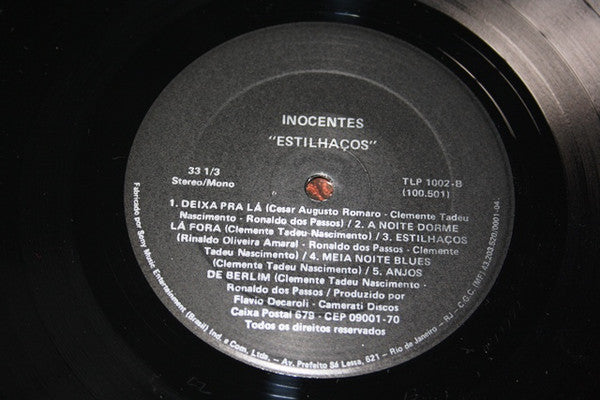 INOCENTES
"ESTILHAÇOS"
33 1/3
Stereo/Mono
TLP 1002-B
(100.501)
1. DEIXA PRA LÁ (Cesar Augusto Romaro - Clemente Tadeu
Nascimento - Ronaldo dos Passos) / 2. A NOITE DORME
LÁ FORA (Clemente Tadeu Nascimento) / 3. ESTILHAÇOS
(Rinaldo Oliveira Amaral) - Ronaldo dos Passos - Clemente
Tadeu Nascimento) / 4. MEIA NOITE BLUES
(Clemente Tadeu Nascimento) / 5. ANJOS
DE BERLIM (Clemente Tadeu Nascimento -
Ronaldo dos Passos / Produzido por
Flavio Decaroli - Camerati Discos
Caixa Postal 679 - CEP 09001-70
Todos os direitos reservados
Fabricado por Sony Music Entertainment (Brasil) Ind. e Com. Ltda. - Av. Prefeito Sá Lessa, 621 - Rio de Janeiro - RJ - C.G.C. (MF) 43.203.520/0001-04